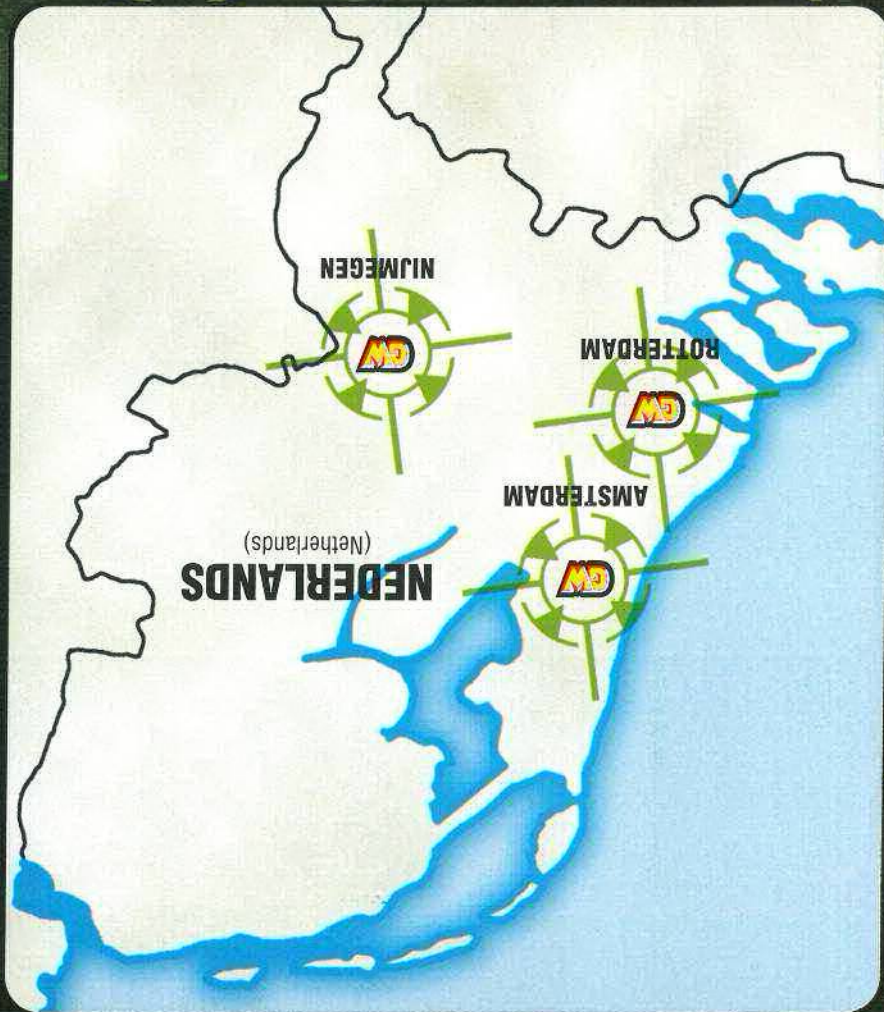 NEDERLANDS
(Netherlands)
AMSTERDAM
GW
ROTTERDAM
GW
NIJMEGEN
GW